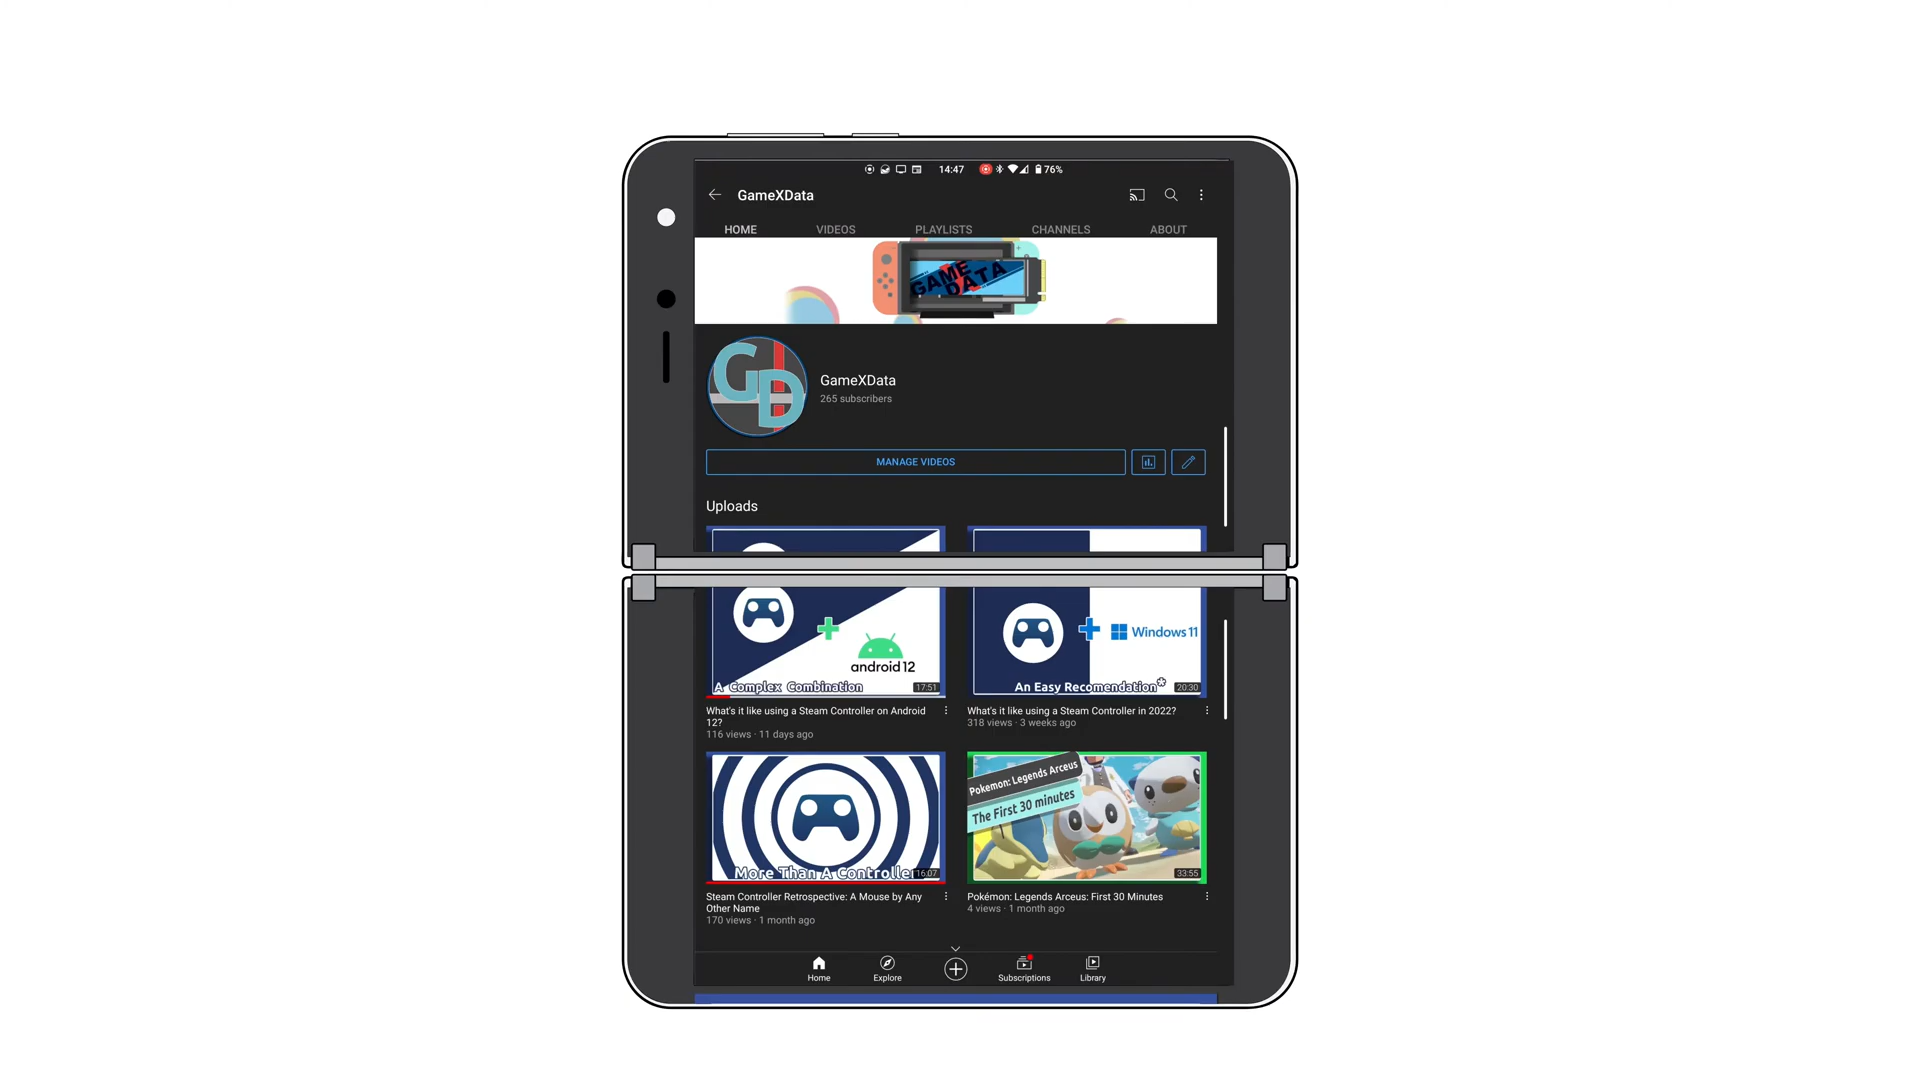 14:47
76%
GameXData
HOME VIDEOS PLAYLISTS CHANNELS ABOUT
GAME
X
DATA
GD
GameXData
265 subscribers
MANAGE VIDEOS
Uploads
android 12
A Complex Combination
17:51
Windows 11
An Easy Recomendation*
20:30
What's it like using a Steam Controller on Android
12?
116 views · 11 days ago
What's it like using a Steam Controller in 2022?
318 views · 3 weeks ago
More Than A Controller
16:07
Pokemon: Legends Arceus
The First 30 minutes
33:55
Steam Controller Retrospective: A Mouse by Any
Other Name
170 views · 1 month ago
Pokémon: Legends Arceus: First 30 Minutes
4 views · 1 month ago
Home Explore Subscriptions Library